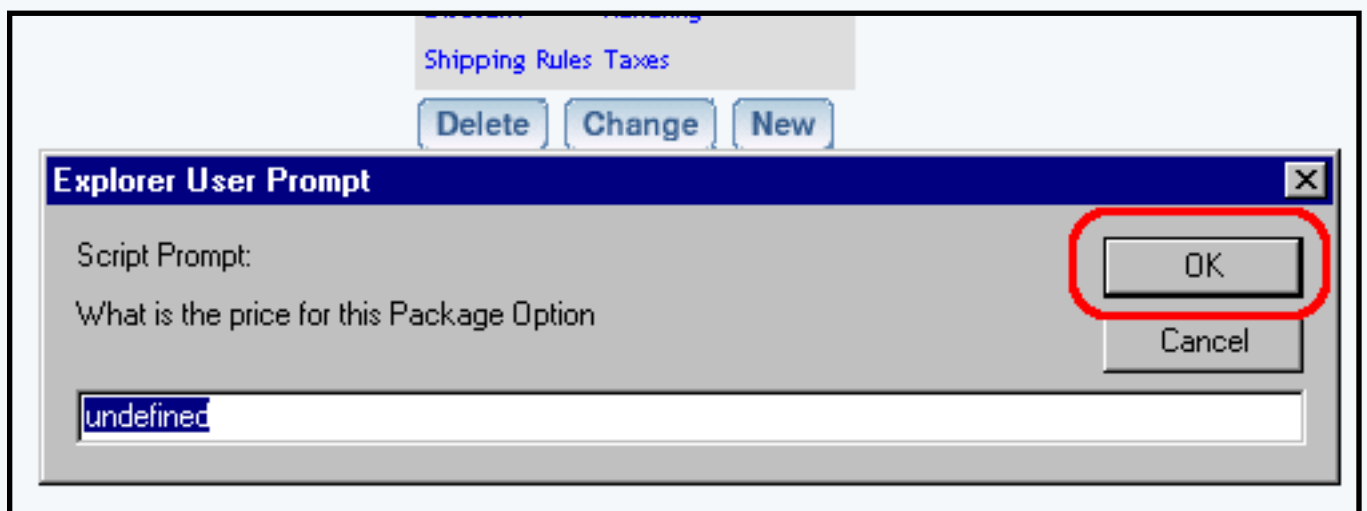 Shipping Rules Taxes
Delete Change New
Explorer User Prompt
Script Prompt:
What is the price for this Package Option
OK
Cancel
undefined